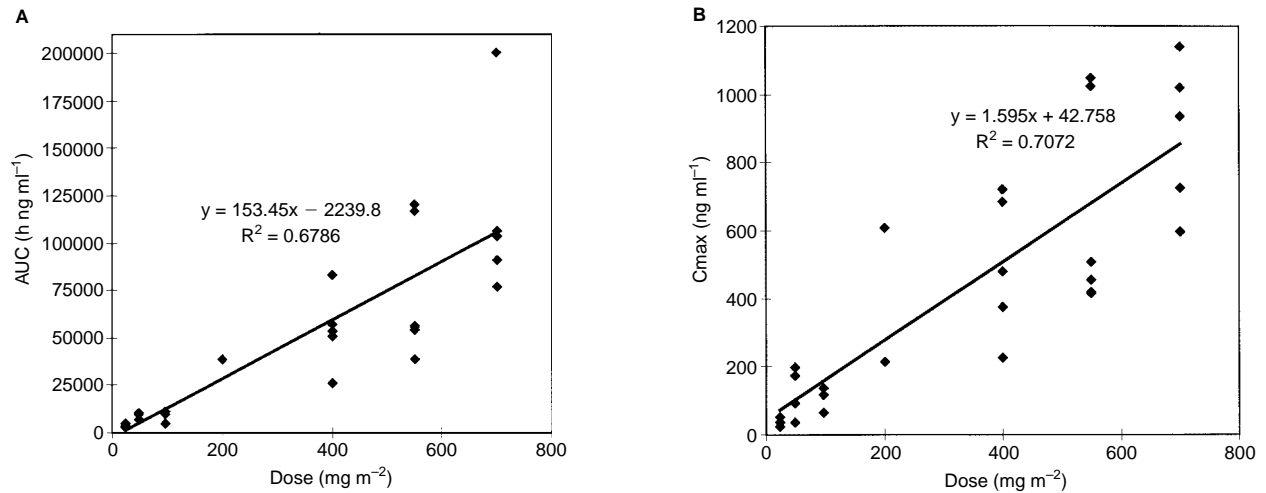 A
200000
175000
150000
125000
100000
75000
50000
25000
0
AUC (h ng ml⁻¹)
y = 153.45x − 2239.8
R² = 0.6786
0 200 400 600 800
Dose (mg m⁻²)
B
1200
1000
800
600
400
200
0
Cmax (ng ml⁻¹)
y = 1.595x + 42.758
R² = 0.7072
0 200 400 600 800
Dose (mg m⁻²)